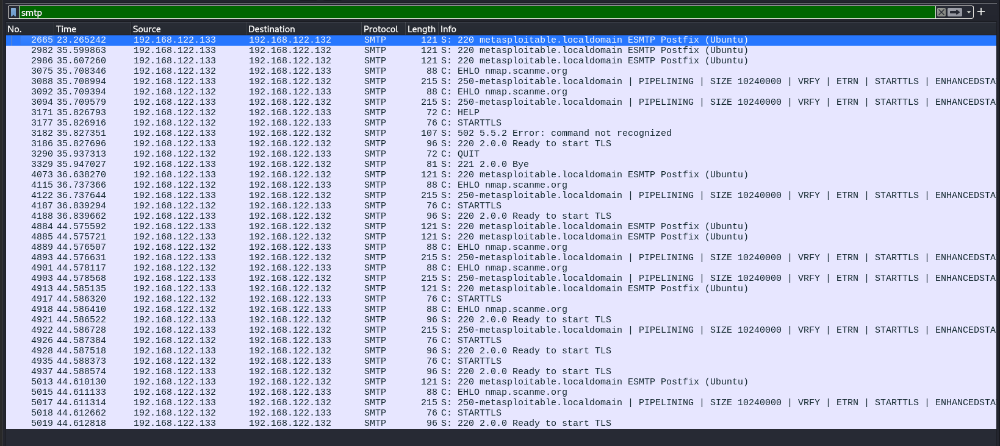 smtp
No. Time Source Destination Protocol Length Info
2665 23.265242 192.168.122.133 192.168.122.132 SMTP 121 S: 220 metasploitable.localdomain ESMTP Postfix (Ubuntu)
2982 35.599863 192.168.122.133 192.168.122.132 SMTP 121 S: 220 metasploitable.localdomain ESMTP Postfix (Ubuntu)
2986 35.607260 192.168.122.133 192.168.122.132 SMTP 121 S: 220 metasploitable.localdomain ESMTP Postfix (Ubuntu)
3075 35.708346 192.168.122.132 192.168.122.133 SMTP 88 C: EHLO nmap.scanme.org
3088 35.708994 192.168.122.133 192.168.122.132 SMTP 215 S: 250-metasploitable.localdomain | PIPELINING | SIZE 10240000 | VRFY | ETRN | STARTTLS | ENHANCEDSTA
3092 35.709394 192.168.122.132 192.168.122.133 SMTP 88 C: EHLO nmap.scanme.org
3094 35.709579 192.168.122.133 192.168.122.132 SMTP 215 S: 250-metasploitable.localdomain | PIPELINING | SIZE 10240000 | VRFY | ETRN | STARTTLS | ENHANCEDSTA
3171 35.826793 192.168.122.132 192.168.122.133 SMTP 72 C: HELP
3177 35.826916 192.168.122.132 192.168.122.133 SMTP 76 C: STARTTLS
3182 35.827351 192.168.122.133 192.168.122.132 SMTP 107 S: 502 5.5.2 Error: command not recognized
3186 35.827696 192.168.122.133 192.168.122.132 SMTP 96 S: 220 2.0.0 Ready to start TLS
3290 35.937313 192.168.122.132 192.168.122.133 SMTP 72 C: QUIT
3329 35.947027 192.168.122.133 192.168.122.132 SMTP 81 S: 221 2.0.0 Bye
4073 36.638270 192.168.122.133 192.168.122.132 SMTP 121 S: 220 metasploitable.localdomain ESMTP Postfix (Ubuntu)
4115 36.737366 192.168.122.132 192.168.122.133 SMTP 88 C: EHLO nmap.scanme.org
4122 36.737644 192.168.122.133 192.168.122.132 SMTP 215 S: 250-metasploitable.localdomain | PIPELINING | SIZE 10240000 | VRFY | ETRN | STARTTLS | ENHANCEDSTA
4187 36.839294 192.168.122.132 192.168.122.133 SMTP 76 C: STARTTLS
4188 36.839662 192.168.122.133 192.168.122.132 SMTP 96 S: 220 2.0.0 Ready to start TLS
4884 44.575592 192.168.122.133 192.168.122.132 SMTP 121 S: 220 metasploitable.localdomain ESMTP Postfix (Ubuntu)
4885 44.575721 192.168.122.133 192.168.122.132 SMTP 121 S: 220 metasploitable.localdomain ESMTP Postfix (Ubuntu)
4889 44.576507 192.168.122.132 192.168.122.133 SMTP 88 C: EHLO nmap.scanme.org
4893 44.576631 192.168.122.133 192.168.122.132 SMTP 215 S: 250-metasploitable.localdomain | PIPELINING | SIZE 10240000 | VRFY | ETRN | STARTTLS | ENHANCEDSTA
4901 44.578117 192.168.122.132 192.168.122.133 SMTP 88 C: EHLO nmap.scanme.org
4903 44.578568 192.168.122.133 192.168.122.132 SMTP 215 S: 250-metasploitable.localdomain | PIPELINING | SIZE 10240000 | VRFY | ETRN | STARTTLS | ENHANCEDSTA
4913 44.585135 192.168.122.133 192.168.122.132 SMTP 121 S: 220 metasploitable.localdomain ESMTP Postfix (Ubuntu)
4917 44.586320 192.168.122.132 192.168.122.133 SMTP 76 C: STARTTLS
4918 44.586410 192.168.122.132 192.168.122.133 SMTP 88 C: EHLO nmap.scanme.org
4921 44.586522 192.168.122.133 192.168.122.132 SMTP 96 S: 220 2.0.0 Ready to start TLS
4922 44.586728 192.168.122.133 192.168.122.132 SMTP 215 S: 250-metasploitable.localdomain | PIPELINING | SIZE 10240000 | VRFY | ETRN | STARTTLS | ENHANCEDSTA
4926 44.587384 192.168.122.132 192.168.122.133 SMTP 76 C: STARTTLS
4928 44.587518 192.168.122.133 192.168.122.132 SMTP 96 S: 220 2.0.0 Ready to start TLS
4935 44.588373 192.168.122.132 192.168.122.133 SMTP 76 C: STARTTLS
4937 44.588574 192.168.122.133 192.168.122.132 SMTP 96 S: 220 2.0.0 Ready to start TLS
5013 44.610130 192.168.122.133 192.168.122.132 SMTP 121 S: 220 metasploitable.localdomain ESMTP Postfix (Ubuntu)
5015 44.611133 192.168.122.132 192.168.122.133 SMTP 88 C: EHLO nmap.scanme.org
5017 44.611314 192.168.122.133 192.168.122.132 SMTP 215 S: 250-metasploitable.localdomain | PIPELINING | SIZE 10240000 | VRFY | ETRN | STARTTLS | ENHANCEDSTA
5018 44.612662 192.168.122.132 192.168.122.133 SMTP 76 C: STARTTLS
5019 44.612818 192.168.122.133 192.168.122.132 SMTP 96 S: 220 2.0.0 Ready to start TLS